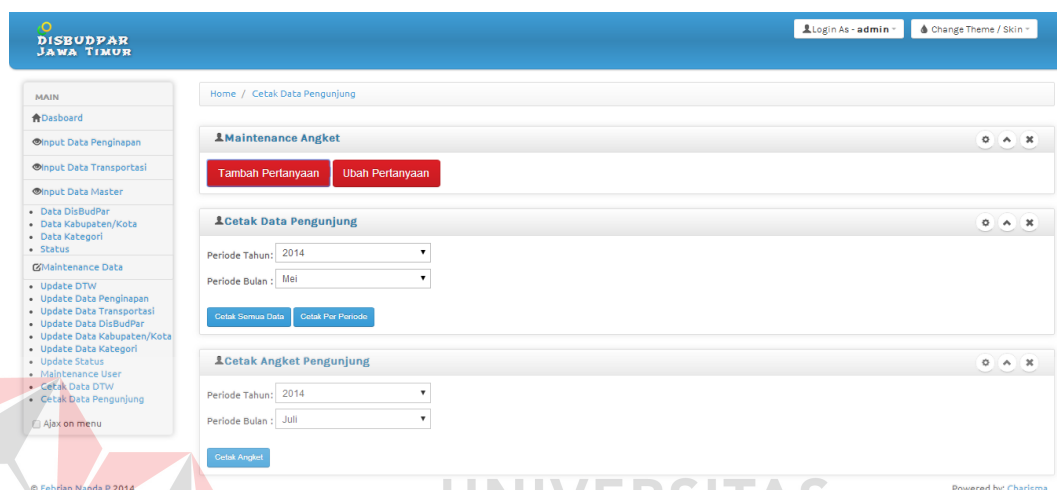 DISBUDPAR
JAWA TIMUR
Login As - admin
Change Theme / Skin
MAIN
Dasboard
Input Data Penginapan
Input Data Transportasi
Input Data Master
Data DisBudPar
Data Kabupaten/Kota
Data Kategori
Status
Maintenance Data
Update DTW
Update Data Penginapan
Update Data Transportasi
Update Data DisBudPar
Update Data Kabupaten/Kota
Update Data Kategori
Update Status
Maintenance User
Cetak Data DTW
Cetak Data Pengunjung
Ajax on menu
Home / Cetak Data Pengunjung
Maintenance Angket
Tambah Pertanyaan Ubah Pertanyaan
Cetak Data Pengunjung
Periode Tahun: 2014
Periode Bulan : Mei
Cetak Semua Data Cetak Per Periode
Cetak Angket Pengunjung
Periode Tahun: 2014
Periode Bulan : Juli
Cetak Angket
© Febrian Nanda P 2014
UNIVERSITAS
Powered by: Charisma